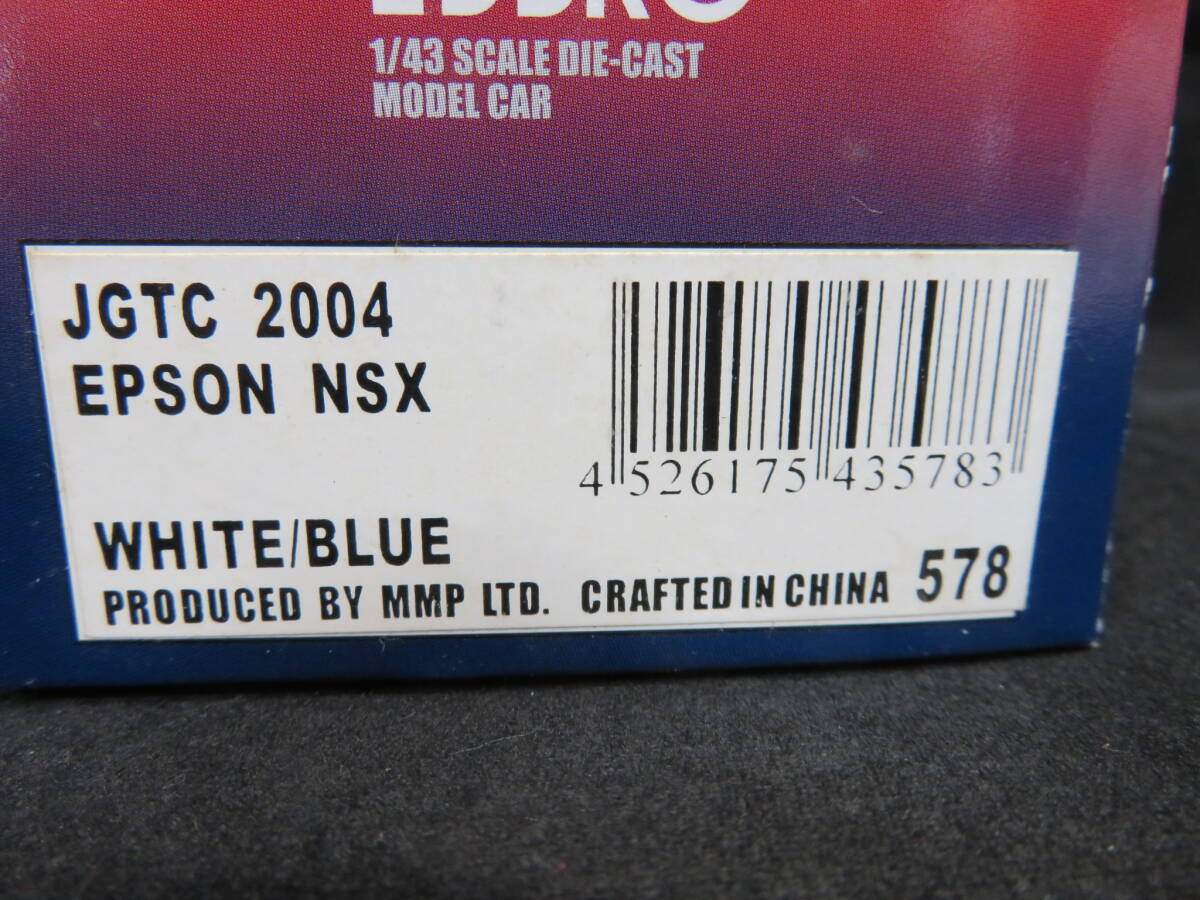 EBBRO
1/43 SCALE DIE-CAST
MODEL CAR
JGTC 2004
EPSON NSX
4 526175 435783
WHITE/BLUE
PRODUCED BY MMP LTD. CRAFTED IN CHINA 578